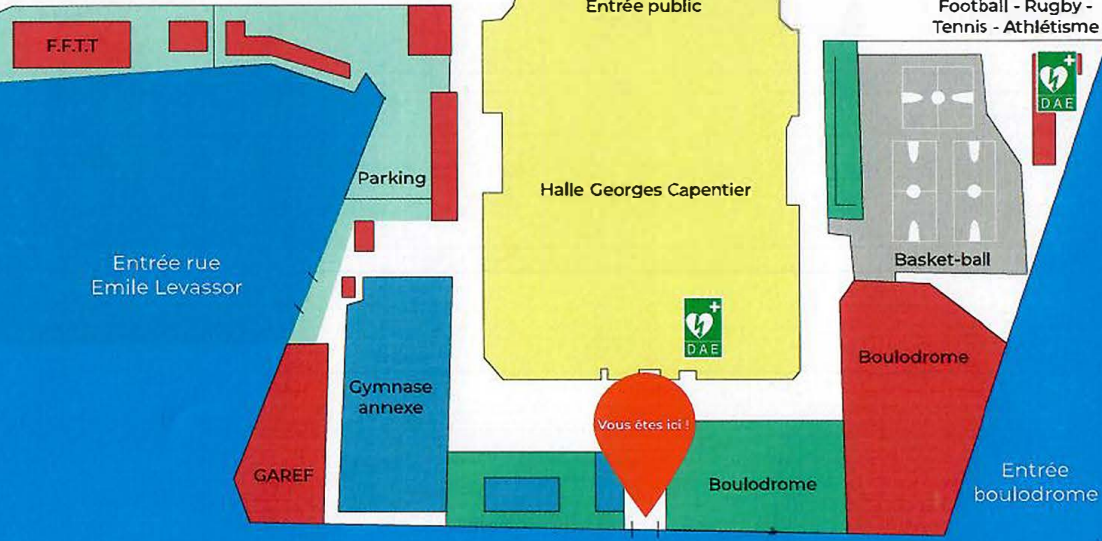 Entrée public
Football - Rugby -
Tennis - Athlétisme
F.F.T.T
DAE
Parking
Halle Georges Capentier
Entrée rue
Emile Levassor
Basket-ball
DAE
Boulodrome
Gymnase
annexe
Vous êtes ici !
GAREF
Boulodrome
Entrée
boulodrome